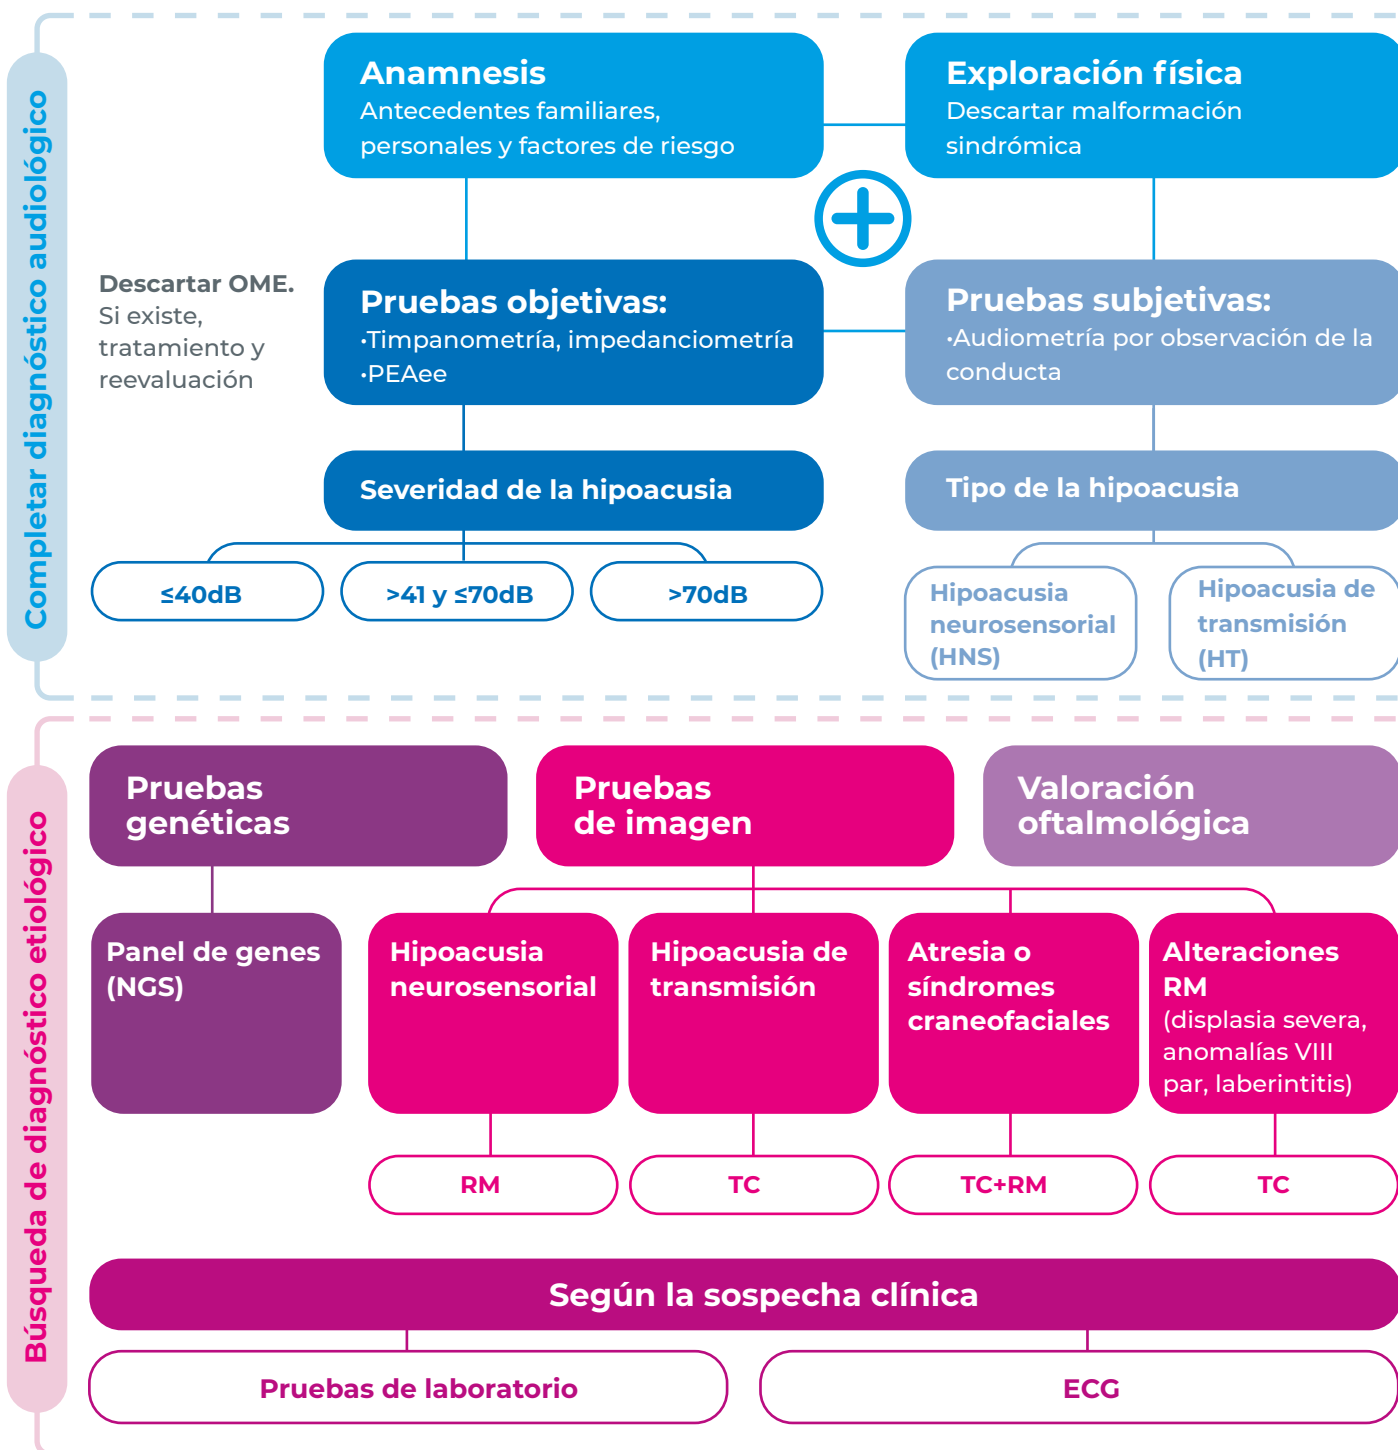 Completar diagnóstico audiológico
Anamnesis
Antecedentes familiares,
personales y factores de riesgo
Exploración física
Descartar malformación
sindrómica
Descartar OME.
Si existe,
tratamiento y
reevaluación
Pruebas objetivas:
•Timpanometría, impedanciometría
•PEAee
Pruebas subjetivas:
•Audiometría por observación de la
conducta
Severidad de la hipoacusia
Tipo de la hipoacusia
≤40dB
>41 y ≤70dB
>70dB
Hipoacusia
neurosensorial
(HNS)
Hipoacusia de
transmisión
(HT)
Búsqueda de diagnóstico etiológico
Pruebas
genéticas
Pruebas
de imagen
Valoración
oftalmológica
Panel de genes
(NGS)
Hipoacusia
neurosensorial
Hipoacusia de
transmisión
Atresia o
síndromes
craneofaciales
Alteraciones
RM
(displasia severa,
anomalías VIII
par, laberintitis)
RM
TC
TC+RM
TC
Según la sospecha clínica
Pruebas de laboratorio
ECG